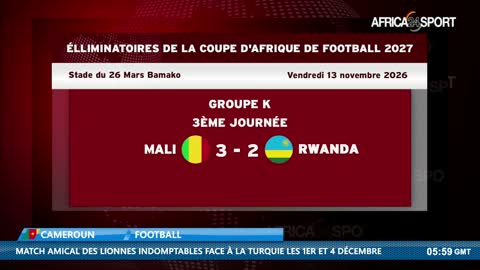 AFRICA24SPORT
ÉLLIMINATOIRES DE LA COUPE D'AFRIQUE DE FOOTBALL 2027
Stade du 26 Mars Bamako
Vendredi 13 novembre 2026
GROUPE K
3ÈME JOURNÉE
MALI 3 - 2 RWANDA
CAMEROUN FOOTBALL
MATCH AMICAL DES LIONNES INDOMPTABLES FACE À LA TURQUIE LES 1ER ET 4 DÉCEMBRE
05:59 GMT